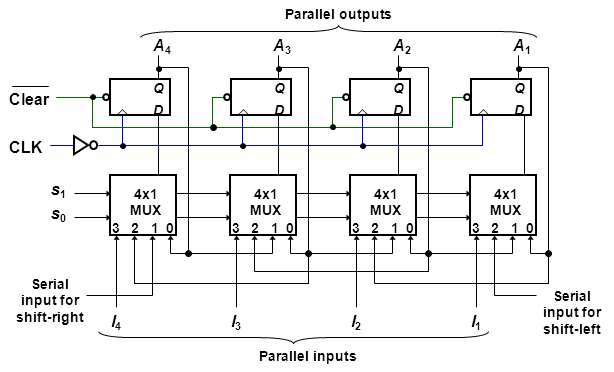 Parallel outputs
A4 A3 A2 A1
Q Q Q Q
Clear
D D D D
CLK
s1
4x1 4x1 4x1 4x1
MUX MUX MUX MUX
s0
3 2 1 0 3 2 1 0 3 2 1 0 3 2 1 0
Serial
input for
shift-right
I4 I3 I2 I1
Serial
input for
shift-left
Parallel inputs